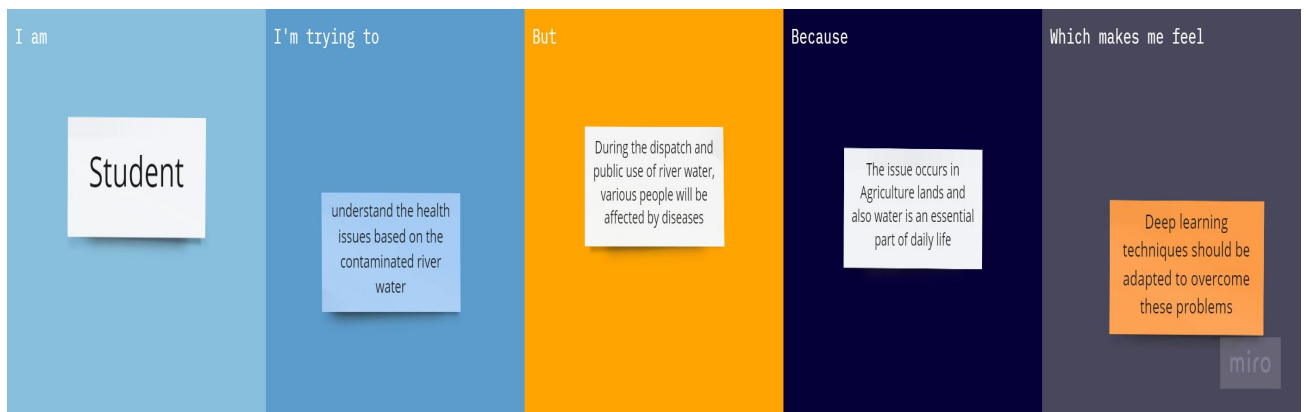 I am
Student
I'm trying to
understand the health
issues based on the
contaminated river
water
But
During the dispatch and
public use of river water,
various people will be
affected by diseases
Because
The issue occurs in
Agriculture lands and
also water is an essential
part of daily life
Which makes me feel
Deep learning
techniques should be
adapted to overcome
these problems
miro